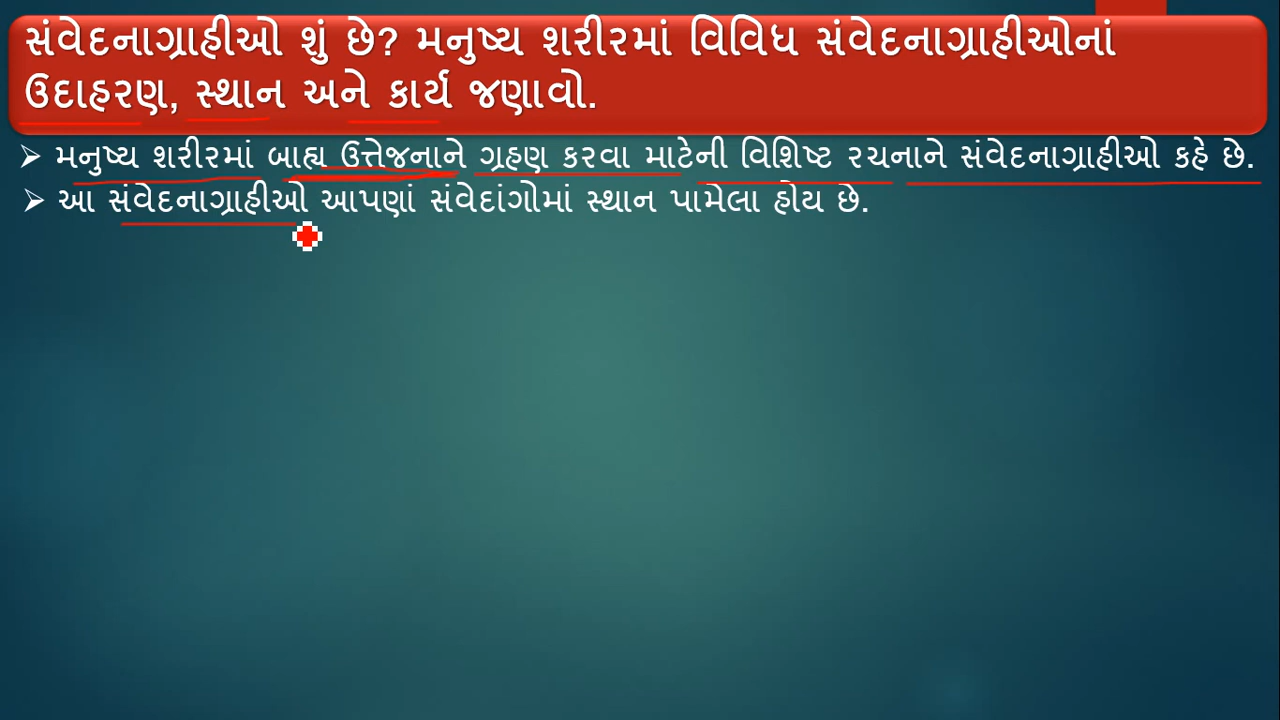 સંવેદનાગ્રાહીઓ શું છે? મનુષ્ય શરીરમાં વિવિધ સંવેદનાગ્રાહીઓનાં
ઉદાહરણ, સ્થાન અને કાર્ય જણાવો.
➢ મનુષ્ય શરીરમાં બાહ્ય ઉત્તેજનાને ગ્રહણ કરવા માટેની વિશિષ્ટ રચનાને સંવેદનાગ્રાહીઓ કહે છે.
➢ આ સંવેદનાગ્રાહીઓ આપણાં સંવેદાંગોમાં સ્થાન પામેલા હોય છે.